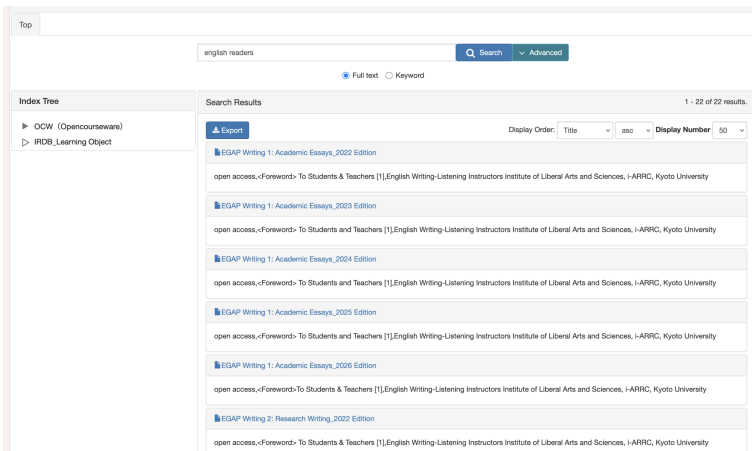 Top
english readers
Search
Advanced
Full text
Keyword
Index Tree
OCW（Opencourseware）
IRDB_Learning Object
Search Results
1 - 22 of 22 results.
Export
Display Order: Title asc Display Number 50
EGAP Writing 1: Academic Essays_2022 Edition
open access,<Foreword> To Students & Teachers [1],English Writing-Listening Instructors Institute of Liberal Arts and Sciences, i-ARRC, Kyoto University
EGAP Writing 1: Academic Essays_2023 Edition
open access,<Foreword> To Students and Teachers [1],English Writing-Listening Instructors Institute of Liberal Arts and Sciences, i-ARRC, Kyoto University
EGAP Writing 1: Academic Essays_2024 Edition
open access,<Foreword> To Students and Teachers [1],English Writing-Listening Instructors Institute of Liberal Arts and Sciences, i-ARRC, Kyoto University
EGAP Writing 1: Academic Essays_2025 Edition
open access,<Foreword> To Students and Teachers [1],English Writing-Listening Instructors Institute of Liberal Arts and Sciences, i-ARRC, Kyoto University
EGAP Writing 1: Academic Essays_2026 Edition
open access,<Foreword>To Students & Teachers [1],English Writing-Listening Instructors Institute of Liberal Arts and Sciences, i-ARRC, Kyoto University
EGAP Writing 2: Research Writing_2022 Edition
open access,<Foreword> To Students & Teachers [1],English Writing-Listening Instructors Institute of Liberal Arts and Sciences, i-ARRC, Kyoto University